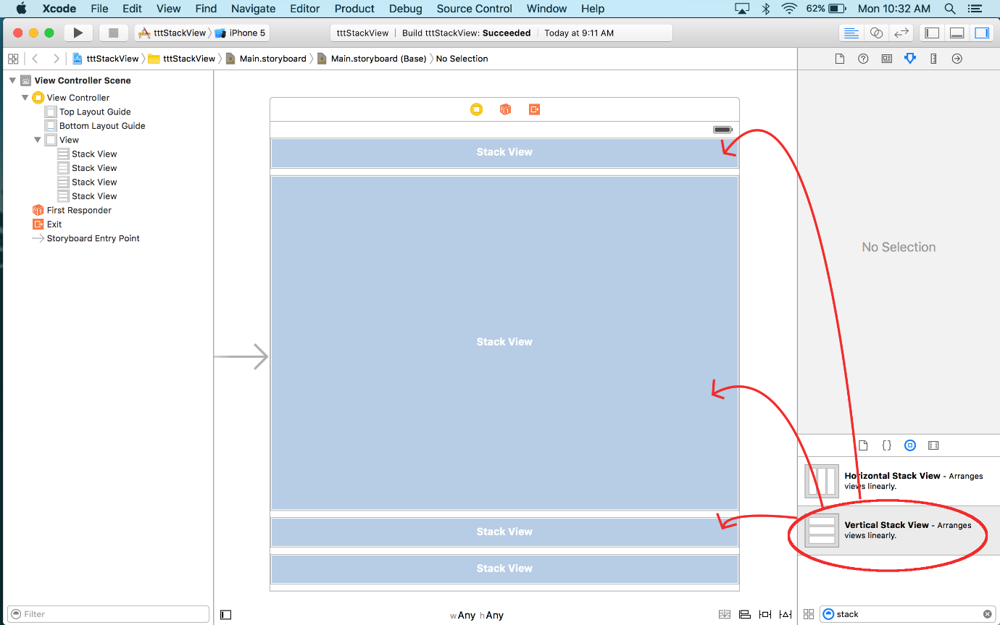 Xcode File Edit View Find Navigate Editor Product Debug Source Control Window Help 62% Mon 10:32 AM
tttStackView iPhone 5 tttStackView Build tttStackView: Succeeded Today at 9:11 AM
tttStackView tttStackView Main.storyboard Main.storyboard (Base) No Selection
View Controller Scene
View Controller
Top Layout Guide
Bottom Layout Guide
View
Stack View
Stack View
Stack View
Stack View
First Responder
Exit
Storyboard Entry Point
Filter
Stack View
Stack View
Stack View
Stack View
wAny hAny
No Selection
Horizontal Stack View - Arranges
views linearly.
Vertical Stack View - Arranges
views linearly.
stack